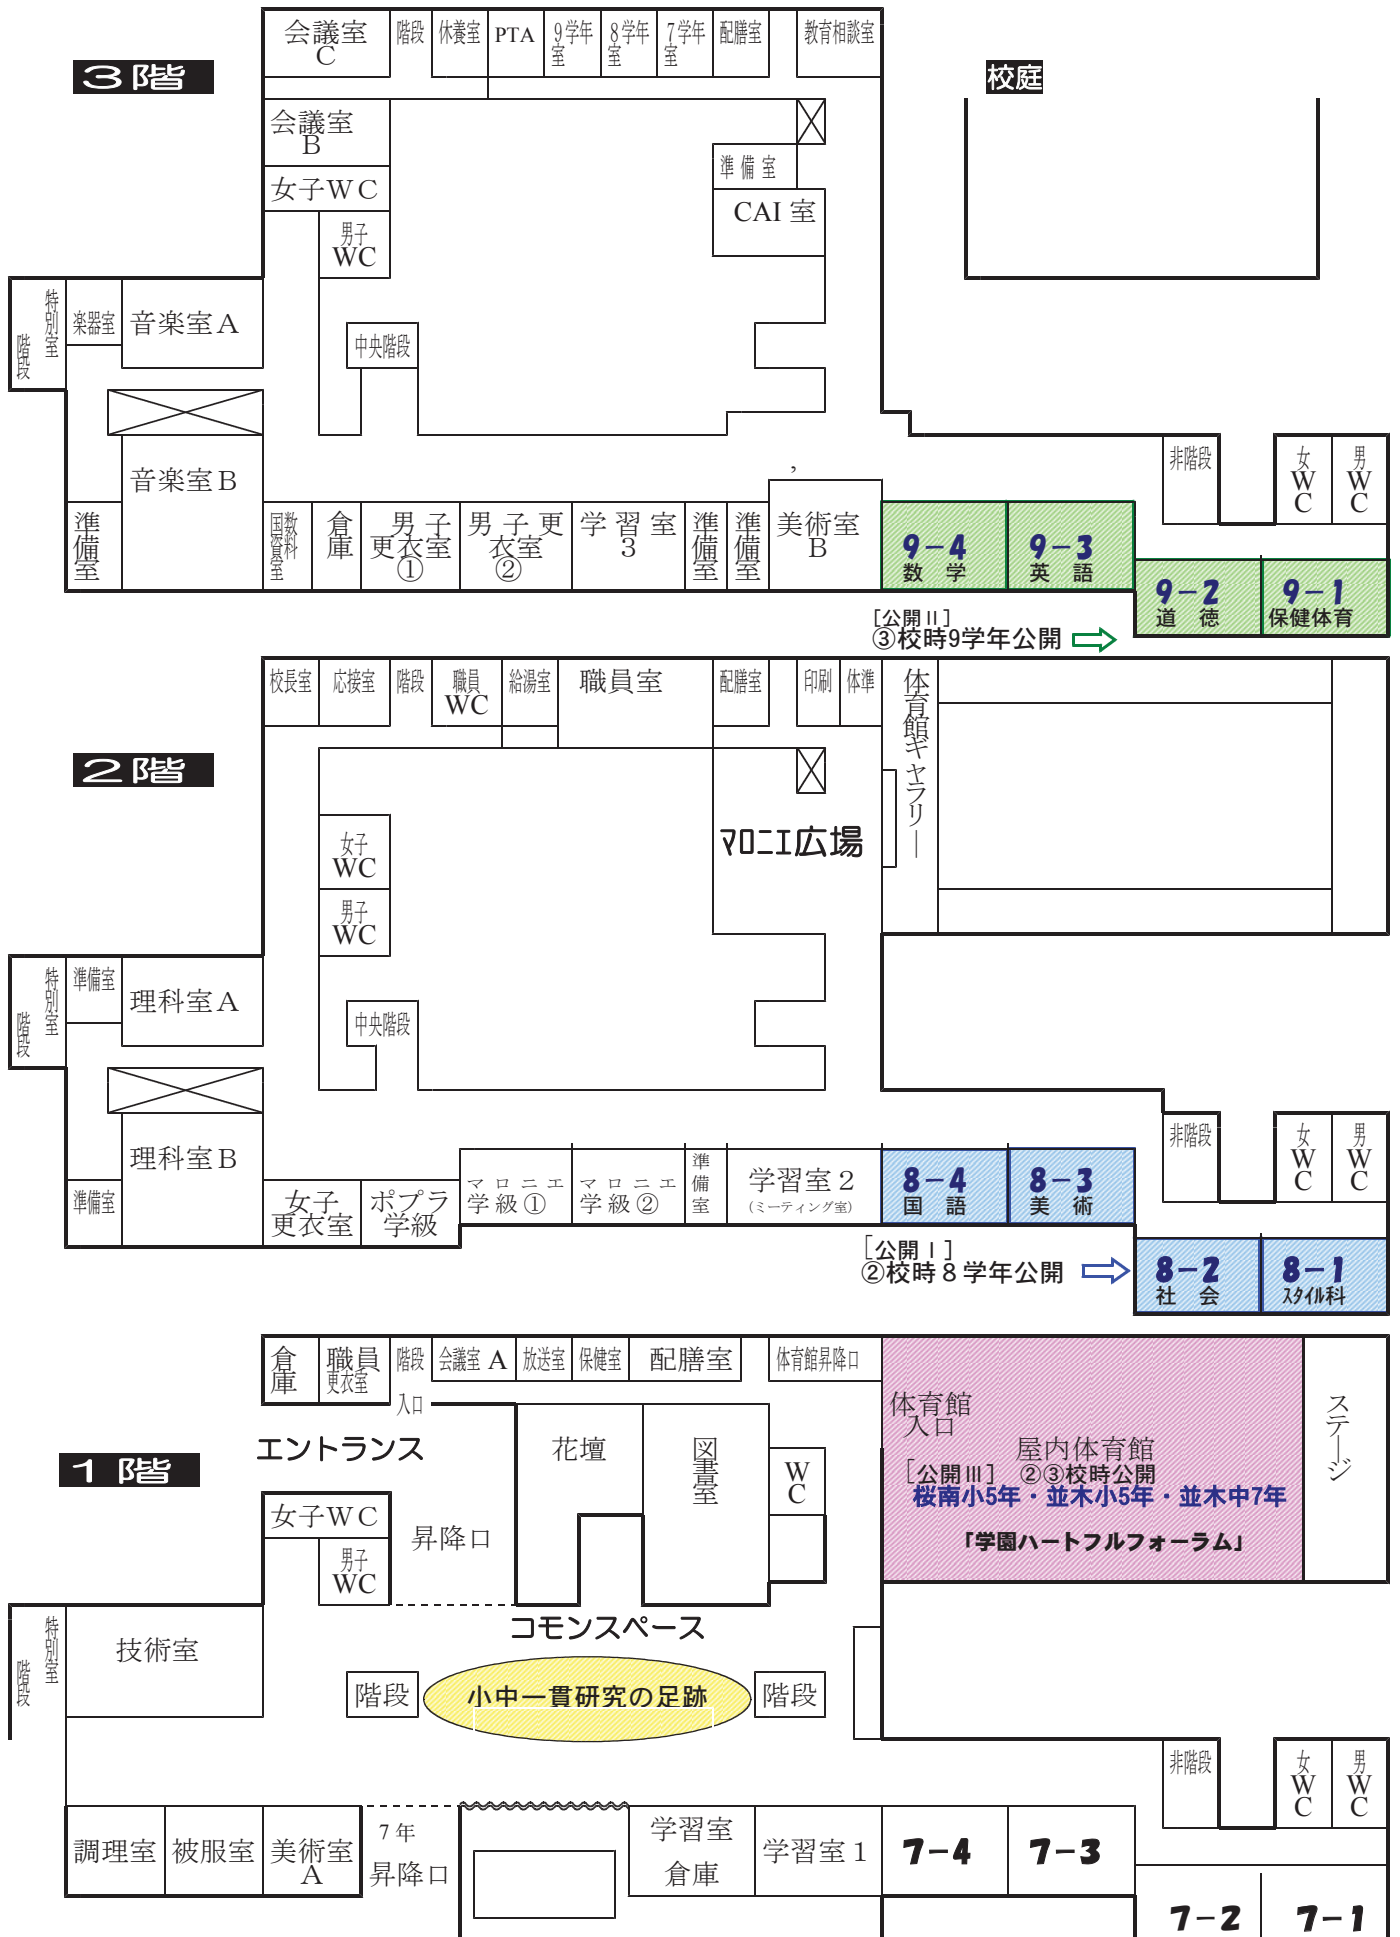 3階
会議室
C
階段
休養室
PTA
9学年
室
8学年
室
7学年
室
配膳室
教育相談室
校庭
会議室
B
女子WC
男子
WC
準備室
CAI室
特別室
階段
楽器室
音楽室A
中央階段
音楽室B
準備室
国数
資料
室
倉庫
男子
更衣室
①
男子更
衣室
②
学習室
3
準備室
準備室
,
美術室
B
9-4
数 学
9-3
英 語
非階段
女WC
男WC
9-2
道 徳
9-1
保健体育
[公開Ⅱ]
③校時9学年公開
2階
校長室
応接室
階段
職員
WC
給湯室
職員室
配膳室
印刷
体準
体育館ギャラリー
マロニエ広場
女子
WC
男子
WC
特別室
階段
準備室
理科室A
中央階段
理科室B
準備室
女子
更衣室
ポプラ
学級
マロニエ
学級①
マロニエ
学級②
準備室
学習室2
(ミーティング室)
8-4
国 語
8-3
美 術
非階段
女WC
男WC
8-2
社 会
8-1
スタイル科
[公開Ⅰ]
②校時8学年公開
1階
倉庫
職員
更衣室
階段
入口
会議室A
放送室
保健室
配膳室
体育館昇降口
体育館
入口
屋内体育館
[公開Ⅲ] ②③校時公開
桜南小5年・並木小5年・並木中7年
「学園ハートフルフォーラム」
ステージ
エントランス
花壇
図書室
WC
女子WC
男子
WC
昇降口
コモンスペース
特別室
階段
技術室
階段
小中一貫研究の足跡
階段
非階段
女WC
男WC
調理室
被服室
美術室
A
7年
昇降口
学習室
倉庫
学習室1
7-4
7-3
7-2
7-1